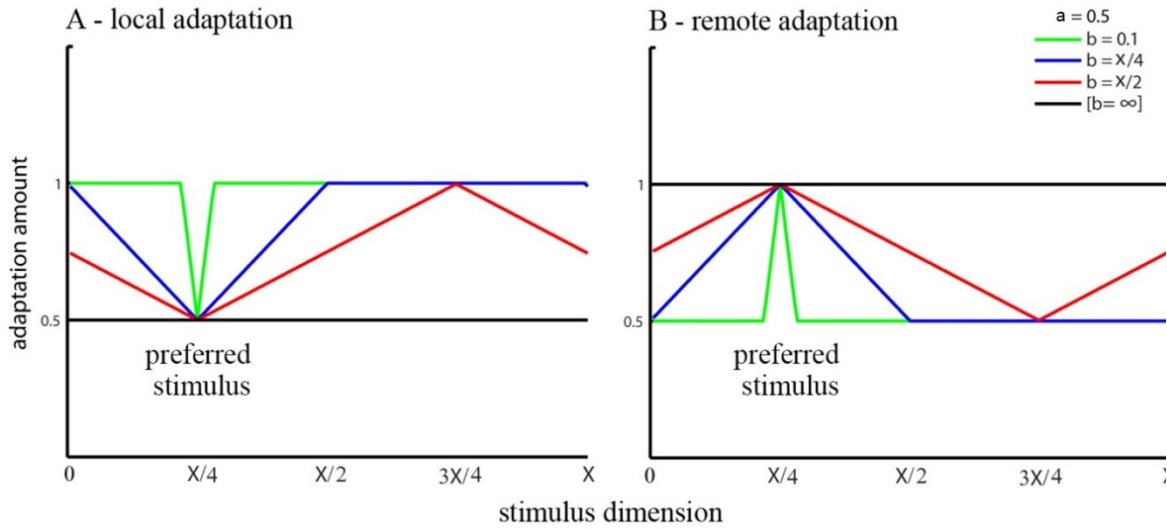 A - local adaptation
B - remote adaptation
a = 0.5
b = 0.1
b = X/4
b = X/2
[b= ∞]
adaptation amount
1
0.5
preferred
stimulus
0
X/4
X/2
3X/4
X
1
0.5
preferred
stimulus
0
X/4
X/2
3X/4
X
stimulus dimension